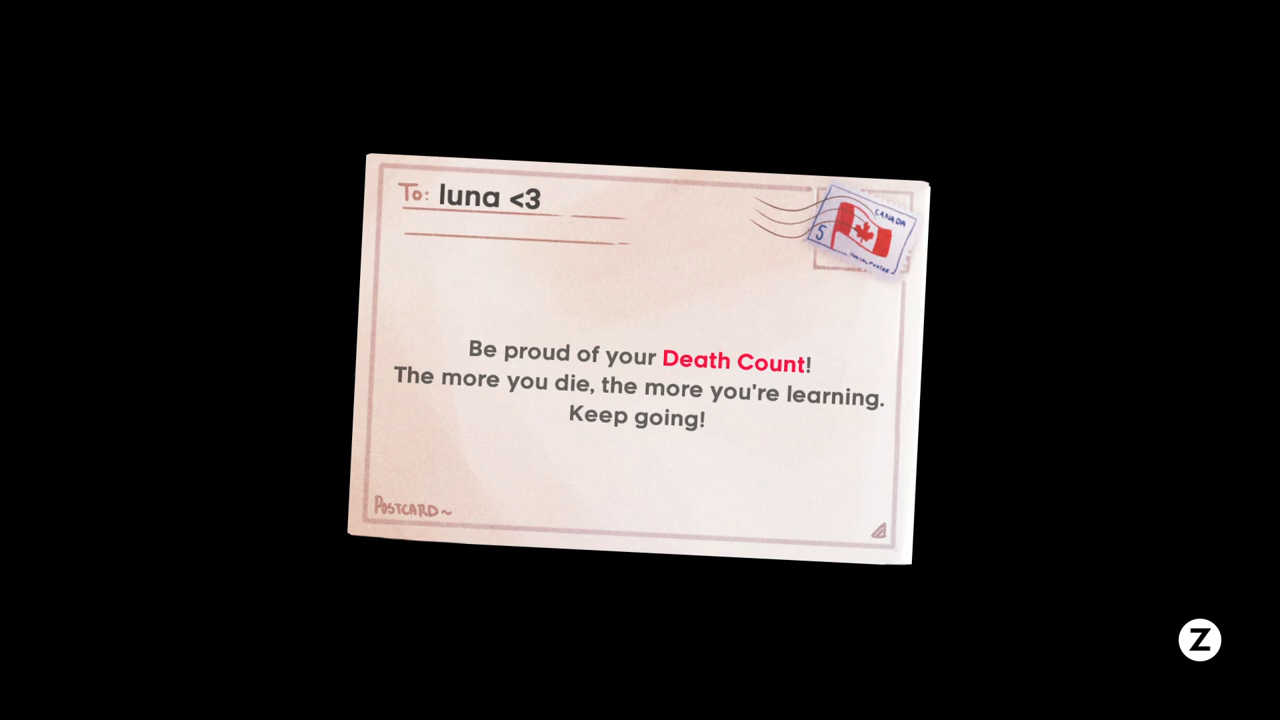 To: luna <3
CANADA
5
Be proud of your Death Count!
The more you die, the more you're learning.
Keep going!
POSTCARD~
Z